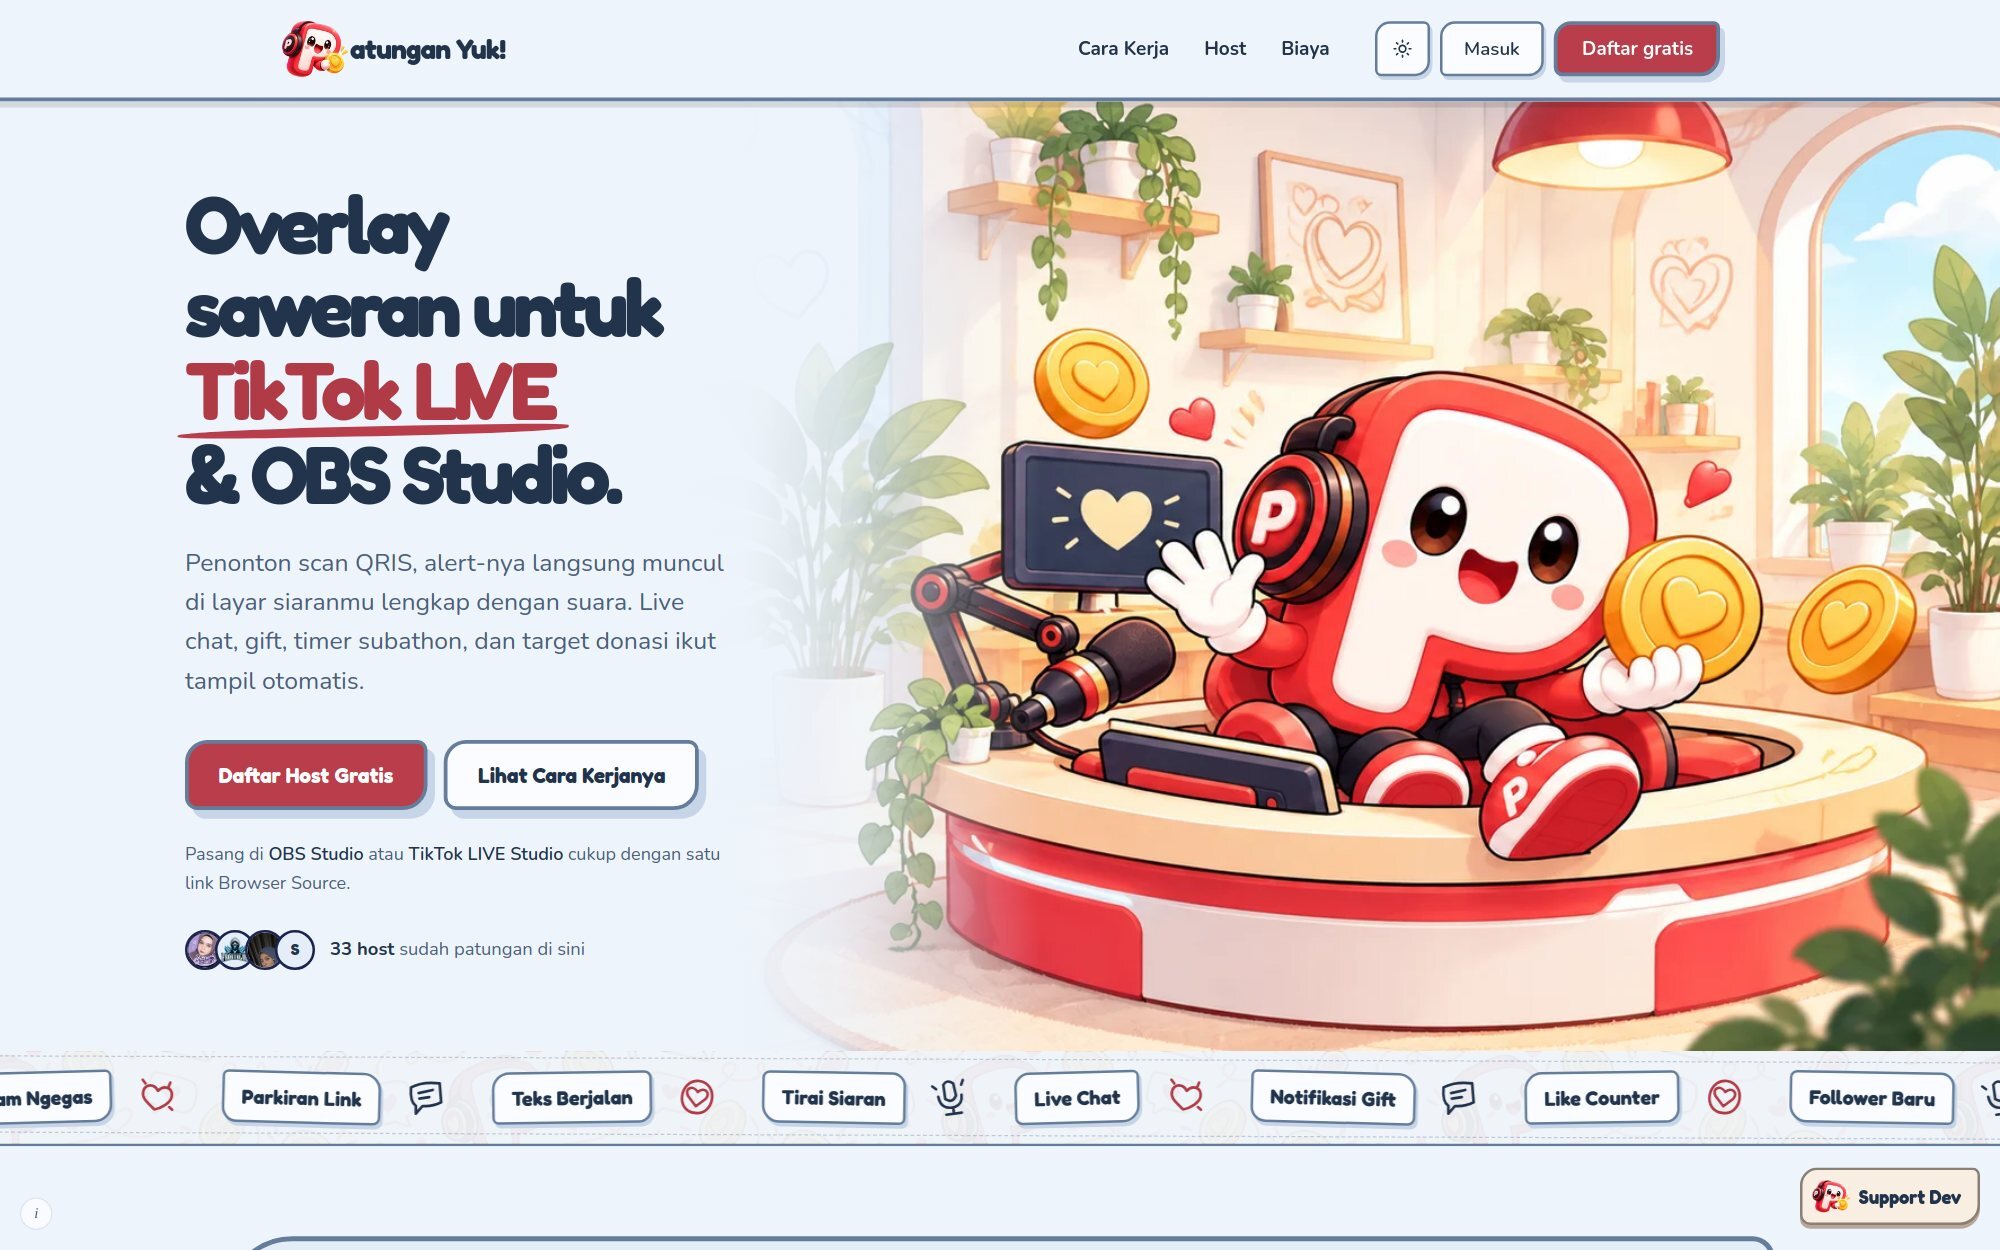 atungan Yuk!
Cara Kerja
Host
Biaya
Masuk
Daftar gratis
Overlay
saweran untuk
TikTok LIVE
& OBS Studio.
Penonton scan QRIS, alert-nya langsung muncul
di layar siaranmu lengkap dengan suara. Live
chat, gift, timer subathon, dan target donasi ikut
tampil otomatis.
Daftar Host Gratis
Lihat Cara Kerjanya
Pasang di OBS Studio atau TikTok LIVE Studio cukup dengan satu
link Browser Source.
S
33 host sudah patungan di sini
P
P
am Ngegas
Parkiran Link
Teks Berjalan
Tirai Siaran
Live Chat
Notifikasi Gift
Like Counter
Follower Baru
i
Support Dev